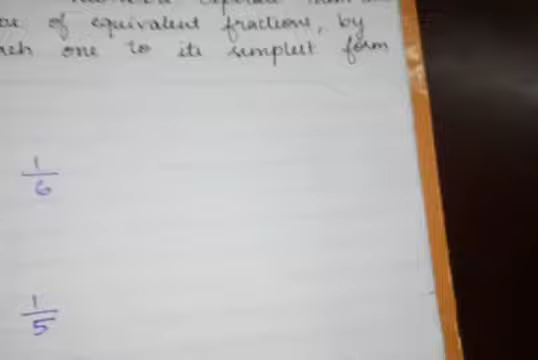 of equivalent fractions, by
one to its simplest form
1/6
1/5